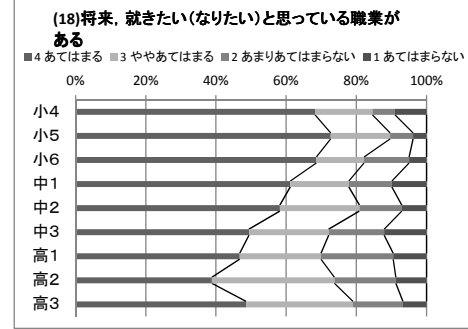 (18)将来，就きたい（なりたい）と思っている職業が
ある
■4 あてはまる ■3 ややあてはまる ■2 あまりあてはまらない ■1 あてはまらない
0% 20% 40% 60% 80% 100%
小4
小5
小6
中1
中2
中3
高1
高2
高3